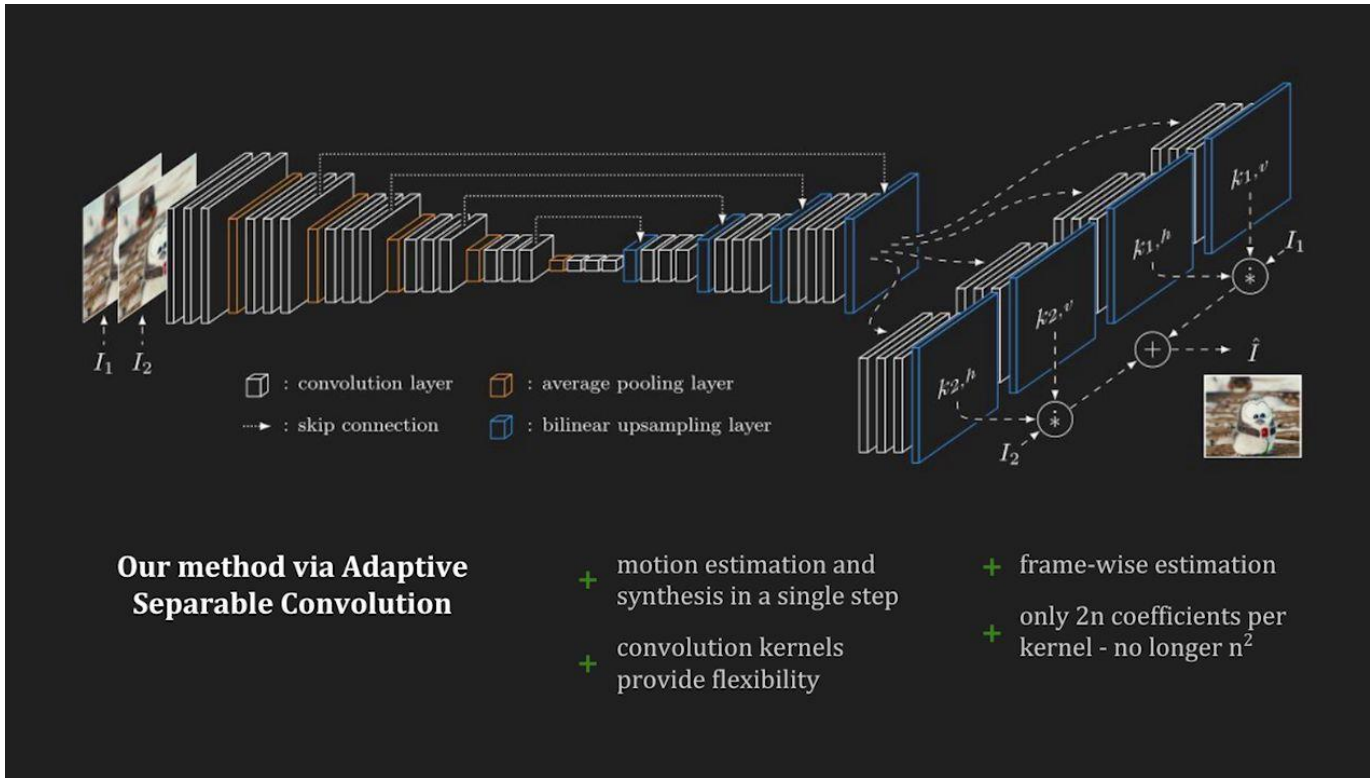 k1,v
k1,h
I1
k2,v
k2,h
I1 I2
Î
: convolution layer
: average pooling layer
: skip connection
: bilinear upsampling layer
I2
Our method via Adaptive
Separable Convolution
+ motion estimation and
synthesis in a single step
+ convolution kernels
provide flexibility
+ frame-wise estimation
+ only 2n coefficients per
kernel - no longer n²